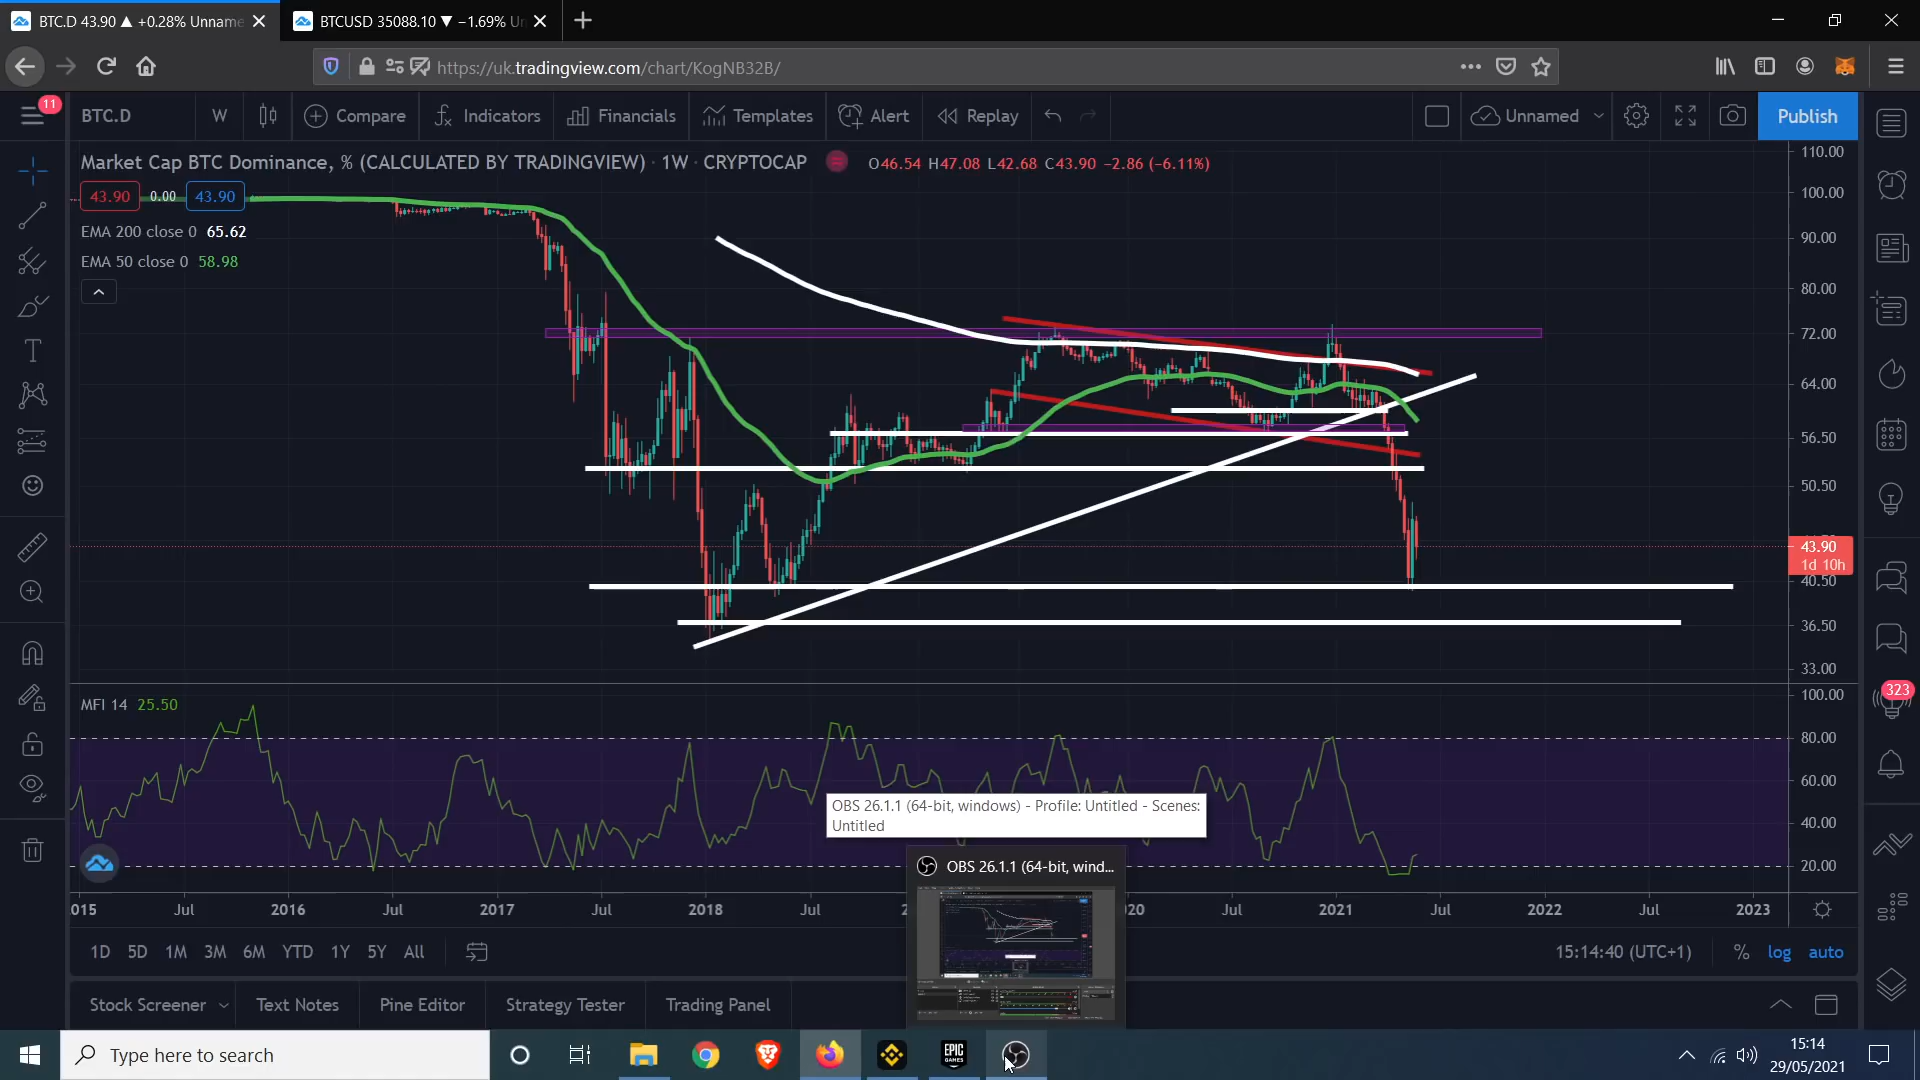 BTC.D 43.90 ▲ +0.28% Unname
BTCUSD 35088.10 ▼ −1.69% Un
https://uk.tradingview.com/chart/KogNB32B/
11
BTC.D
W
Compare
Indicators
Financials
Templates
Alert
Replay
Unnamed
Publish
Market Cap BTC Dominance, % (CALCULATED BY TRADINGVIEW) · 1W · CRYPTOCAP
O46.54 H47.08 L42.68 C43.90 −2.86 (−6.11%)
43.90 0.00 43.90
EMA 200 close 0 65.62
EMA 50 close 0 58.98
110.00
100.00
90.00
80.00
72.00
64.00
56.50
50.50
43.90
1d 10h
40.50
36.50
33.00
MFI 14 25.50
100.00
80.00
60.00
40.00
20.00
323
OBS 26.1.1 (64-bit, windows) - Profile: Untitled - Scenes:
Untitled
OBS 26.1.1 (64-bit, wind...
015 Jul 2016 Jul 2017 Jul 2018 Jul 2 20 Jul 2021 Jul 2022 Jul 2023
1D 5D 1M 3M 6M YTD 1Y 5Y All
15:14:40 (UTC+1) % log auto
Stock Screener Text Notes Pine Editor Strategy Tester Trading Panel
Type here to search
EPIC
GAMES
15:14
29/05/2021